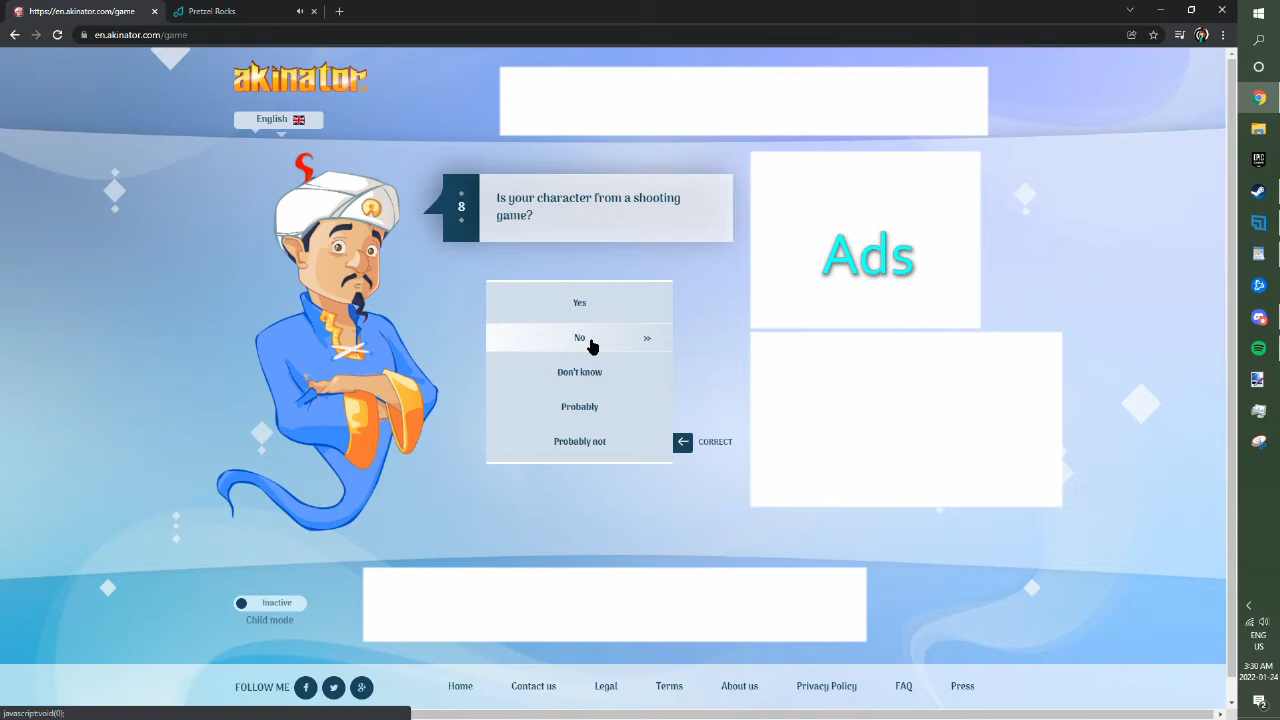 https://en.akinator.com/game
Pretzel Rocks
en.akinator.com/game
akinator
English
8
Is your character from a shooting
game?
Ads
Yes
No
Don't know
Probably
Probably not
CORRECT
Inactive
Child mode
FOLLOW ME
Home
Contact us
Legal
Terms
About us
Privacy Policy
FAQ
Press
javascript:void(0);
EPIC
ENG
US
3:30 AM
2022-01-24